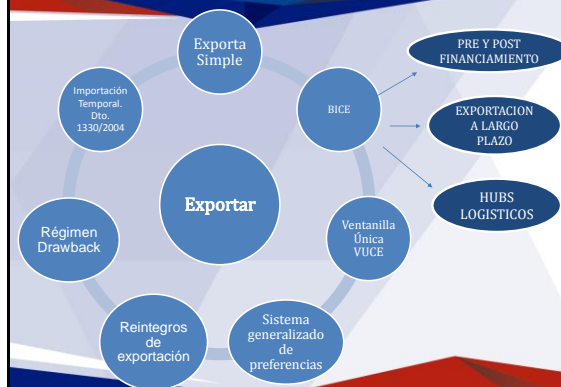 Exporta
Simple
BICE
PRE Y POST
FINANCIAMIENTO
EXPORTACION
A LARGO
PLAZO
HUBS
LOGISTICOS
Ventanilla
Única
VUCE
Sistema
generalizado
de
preferencias
Reintegros
de
exportación
Régimen
Drawback
Importación
Temporal.
Dto.
1330/2004
Exportar